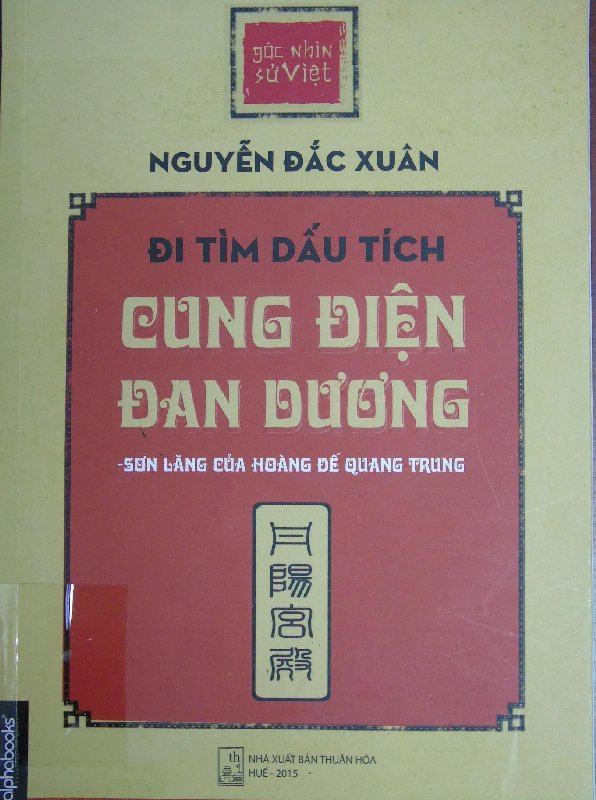 góc nhìn
sử Việt
NGUYỄN ĐẮC XUÂN
ĐI TÌM DẤU TÍCH
CUNG ĐIỆN
ĐAN DƯƠNG
-SƠN LĂNG CỦA HOÀNG ĐẾ QUANG TRUNG
丹
陽
宮
殿
th
NHÀ XUẤT BẢN THUẬN HÓA
HUẾ - 2015
alphabooks®